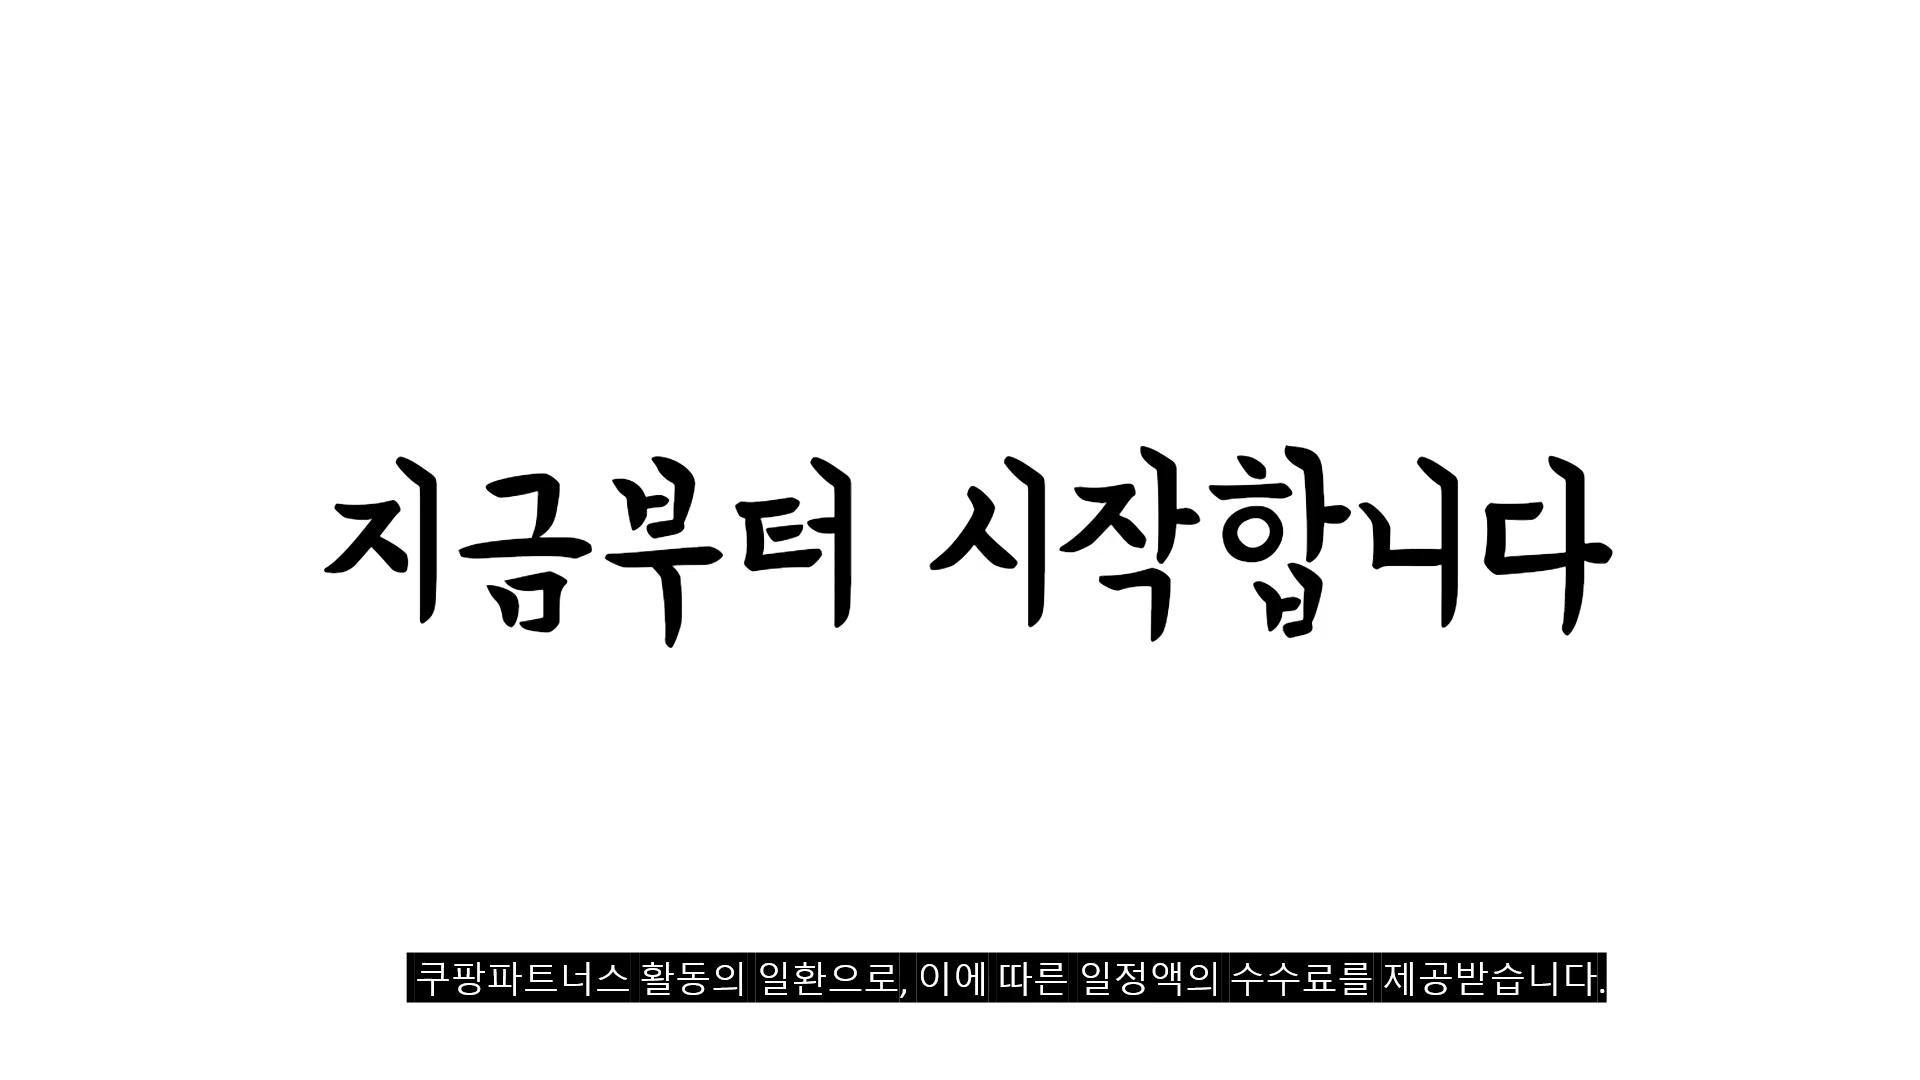 지금부터 시작합니다
쿠팡파트너스 활동의 일환으로, 이에 따른 일정액의 수수료를 제공받습니다.